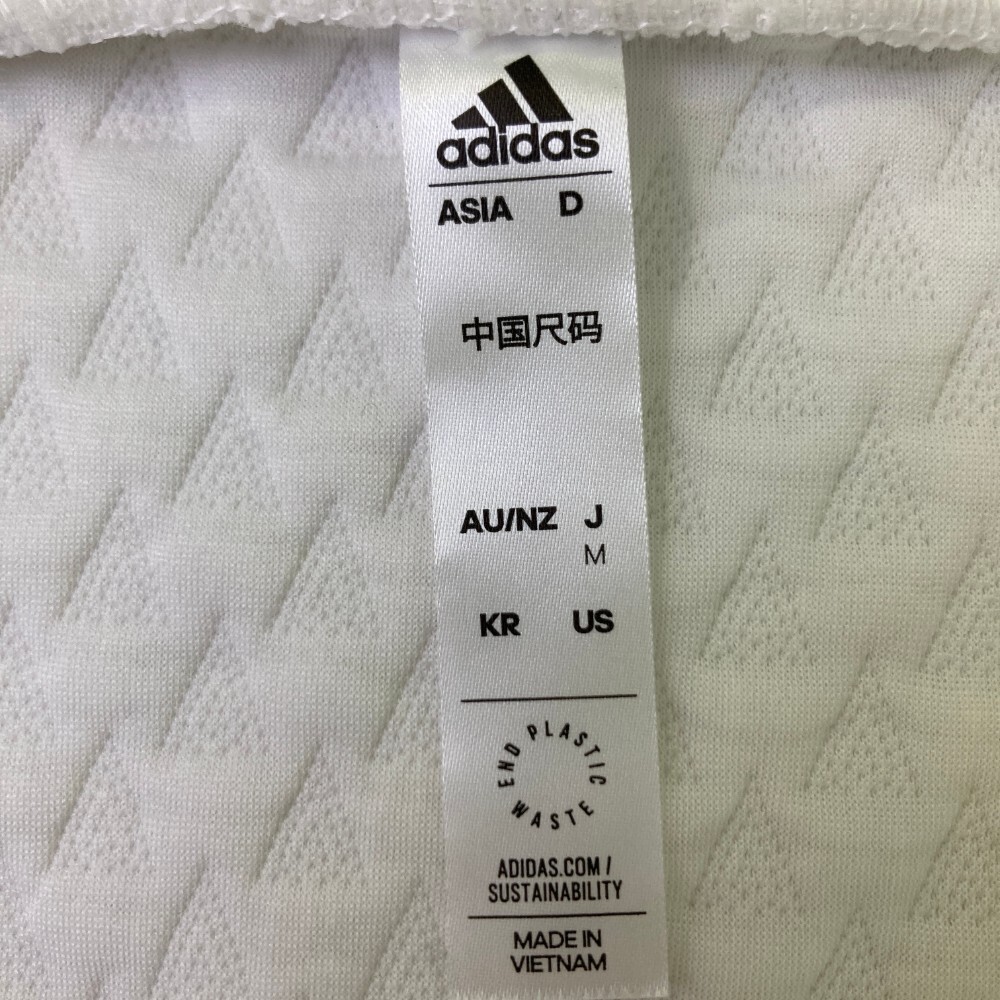 adidas
ASIA D
中国尺码
AU/NZ J
M
KR US
END PLASTIC WASTE
ADIDAS.COM /
SUSTAINABILITY
MADE IN
VIETNAM